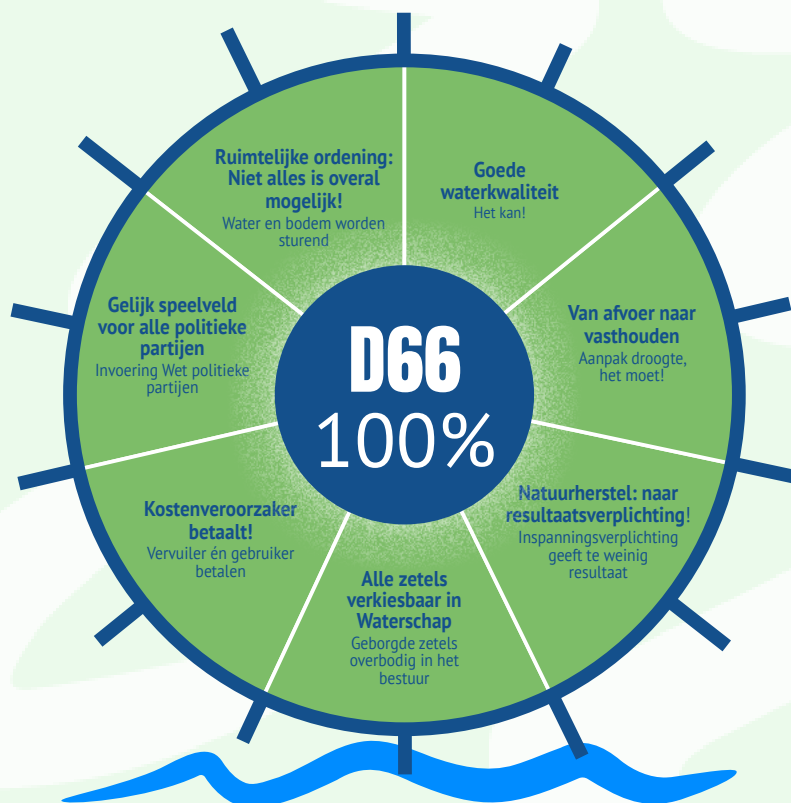 D66
100%
Goede
waterkwaliteit
Het kan!
Van afvoer naar
vasthouden
Aanpak droogte,
het moet!
Natuurherstel: naar
resultaatsverplichting!
Inspanningsverplichting
geeft te weinig
resultaat
Alle zetels
verkiesbaar in
Waterschap
Geborgde zetels
overbodig in het
bestuur
Kostenveroorzaker
betaalt!
Vervuiler én gebruiker
betalen
Gelijk speelveld
voor alle politieke
partijen
Invoering Wet politieke
partijen
Ruimtelijke ordening:
Niet alles is overal
mogelijk!
Water en bodem worden
sturend